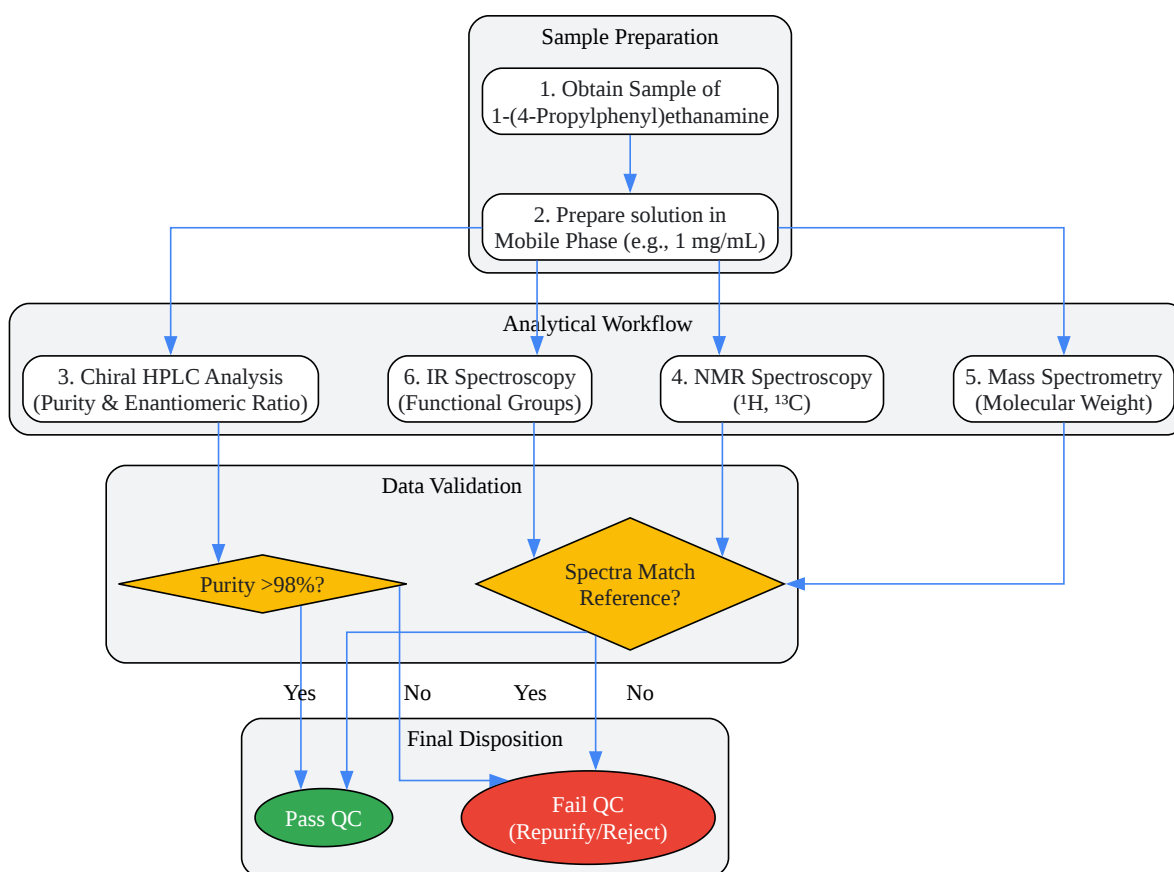 Sample Preparation
1. Obtain Sample of
1-(4-Propylphenyl)ethanamine
2. Prepare solution in
Mobile Phase (e.g., 1 mg/mL)
Analytical Workflow
3. Chiral HPLC Analysis
(Purity & Enantiomeric Ratio)
6. IR Spectroscopy
(Functional Groups)
4. NMR Spectroscopy
(¹H, ¹³C)
5. Mass Spectrometry
(Molecular Weight)
Data Validation
Purity >98%?
Spectra Match
Reference?
Yes
No
Yes
No
Final Disposition
Pass QC
Fail QC
(Repurify/Reject)